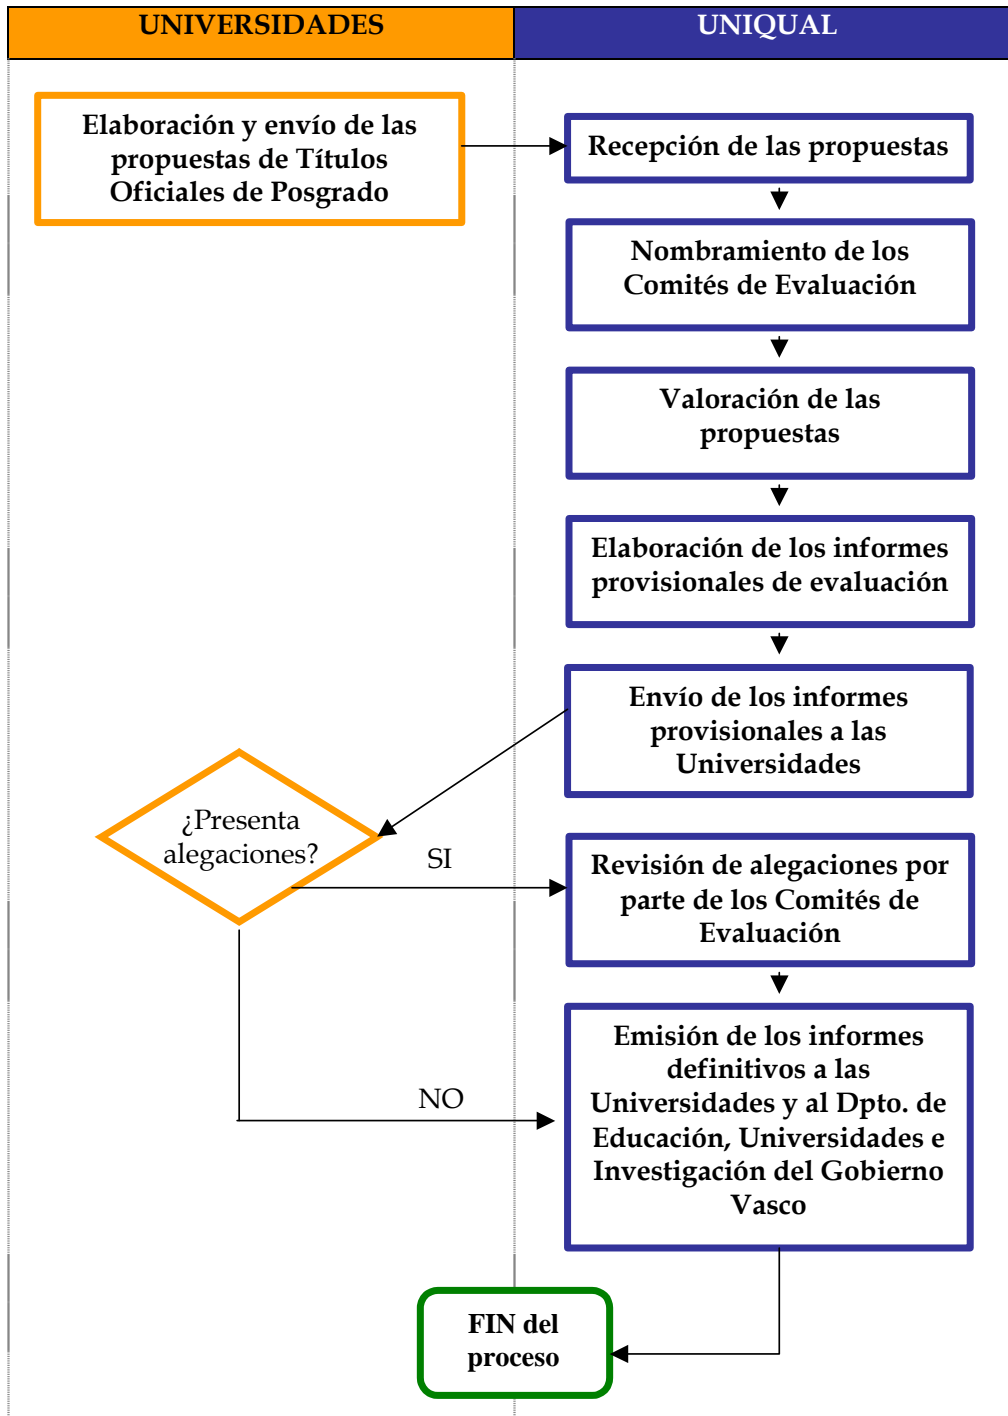 UNIVERSIDADES
UNIQUAL
Elaboración y envío de las
propuestas de Títulos
Oficiales de Posgrado
Recepción de las propuestas
Nombramiento de los
Comités de Evaluación
Valoración de las
propuestas
Elaboración de los informes
provisionales de evaluación
Envío de los informes
provisionales a las
Universidades
¿Presenta
alegaciones?
SI
Revisión de alegaciones por
parte de los Comités de
Evaluación
NO
Emisión de los informes
definitivos a las
Universidades y al Dpto. de
Educación, Universidades e
Investigación del Gobierno
Vasco
FIN del
proceso